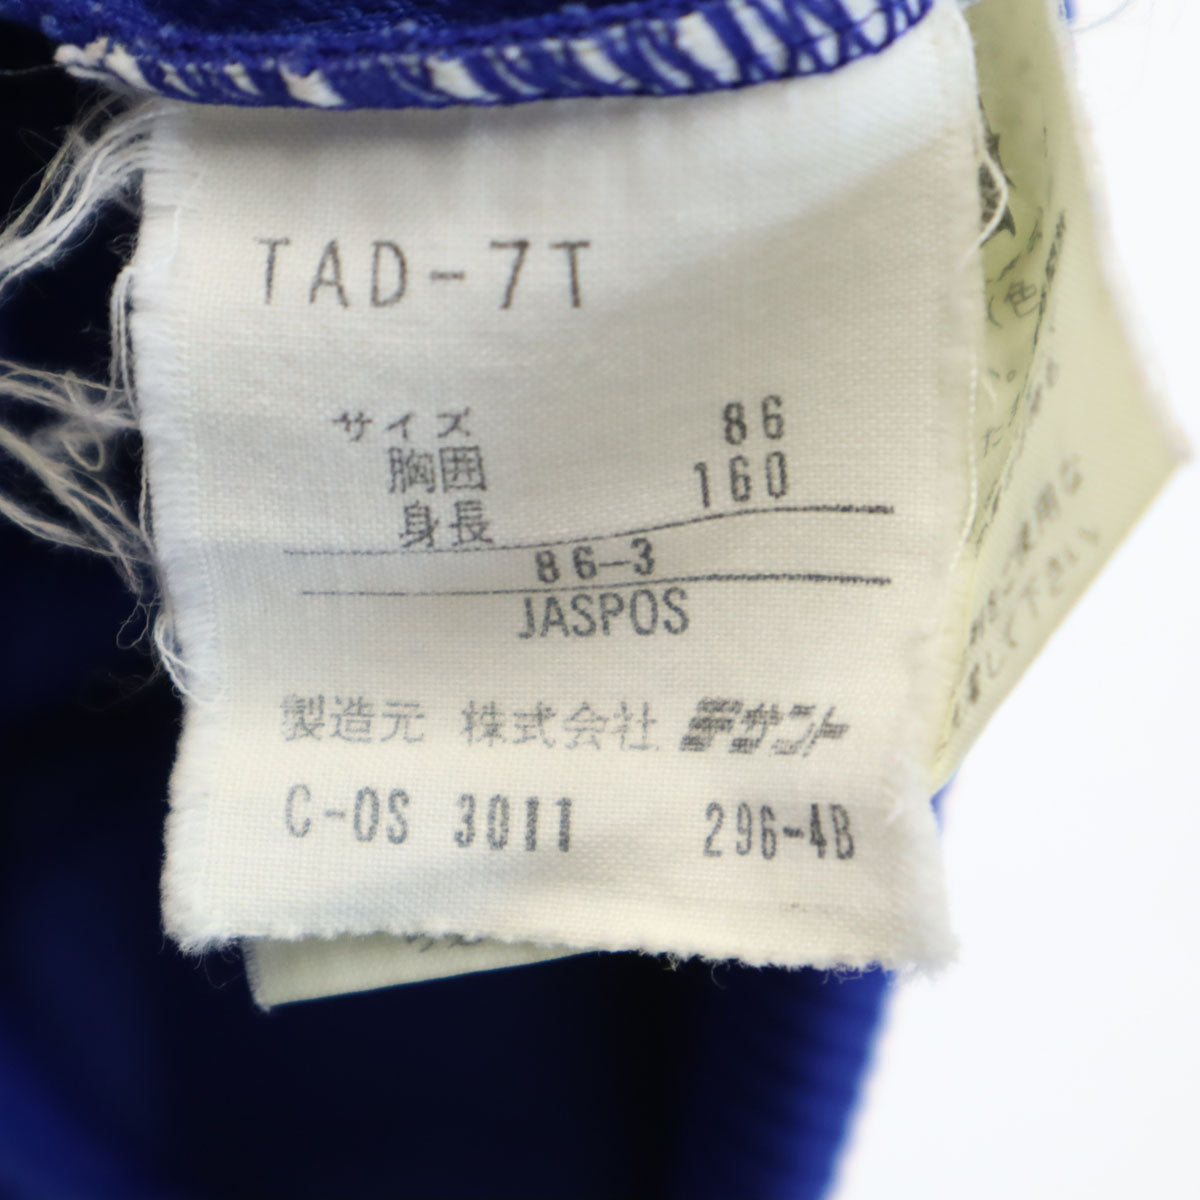 TAD-7T
サイズ
胸囲 86
身長 160
86-3
JASPOS
製造元 株式会社 デサント
C-OS 3011 296-4B
(色